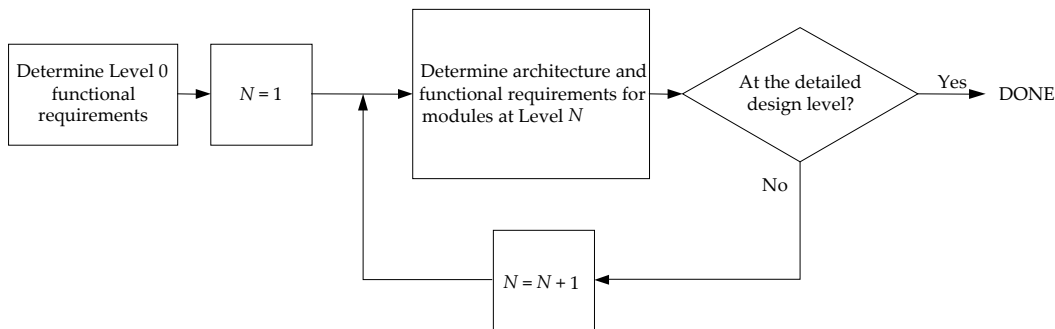 Determine Level 0
functional
requirements
N = 1
Determine architecture and
functional requirements for
modules at Level N
At the detailed
design level?
Yes
DONE
No
N = N + 1